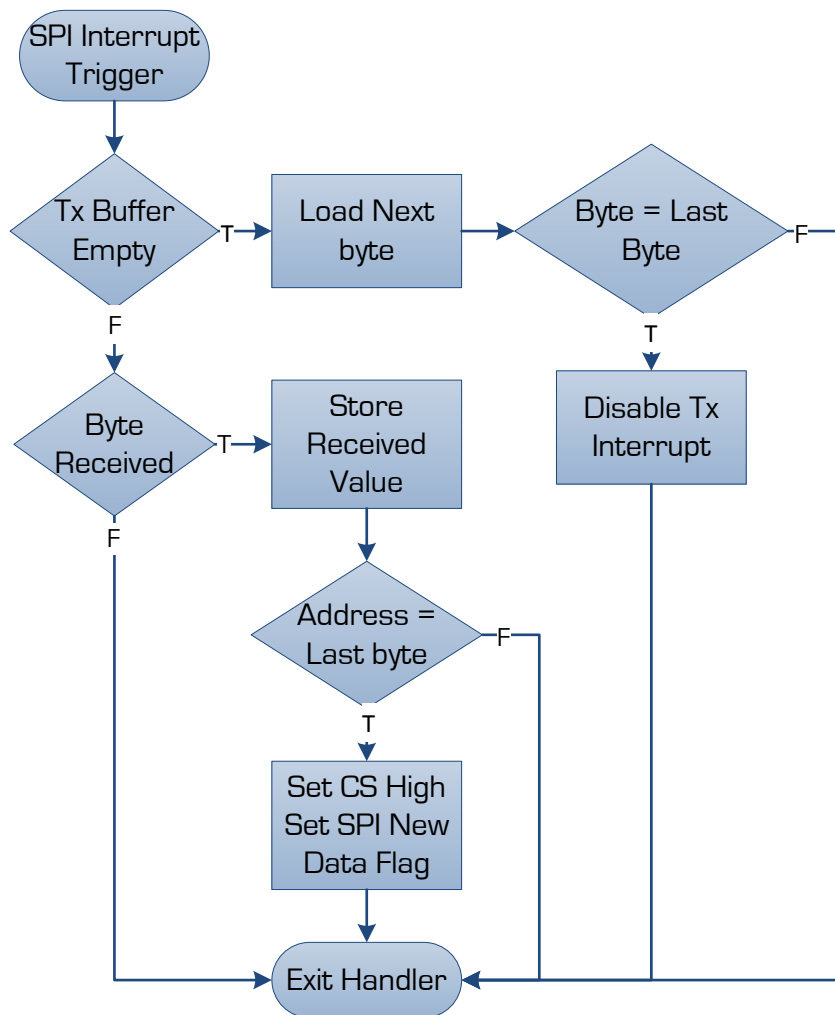 SPI Interrupt
Trigger
Tx Buffer
Empty
T
Load Next
byte
Byte = Last
Byte
F
F
T
Byte
Received
T
Store
Received
Value
Disable Tx
Interrupt
F
Address =
Last byte
F
T
Set CS High
Set SPI New
Data Flag
Exit Handler